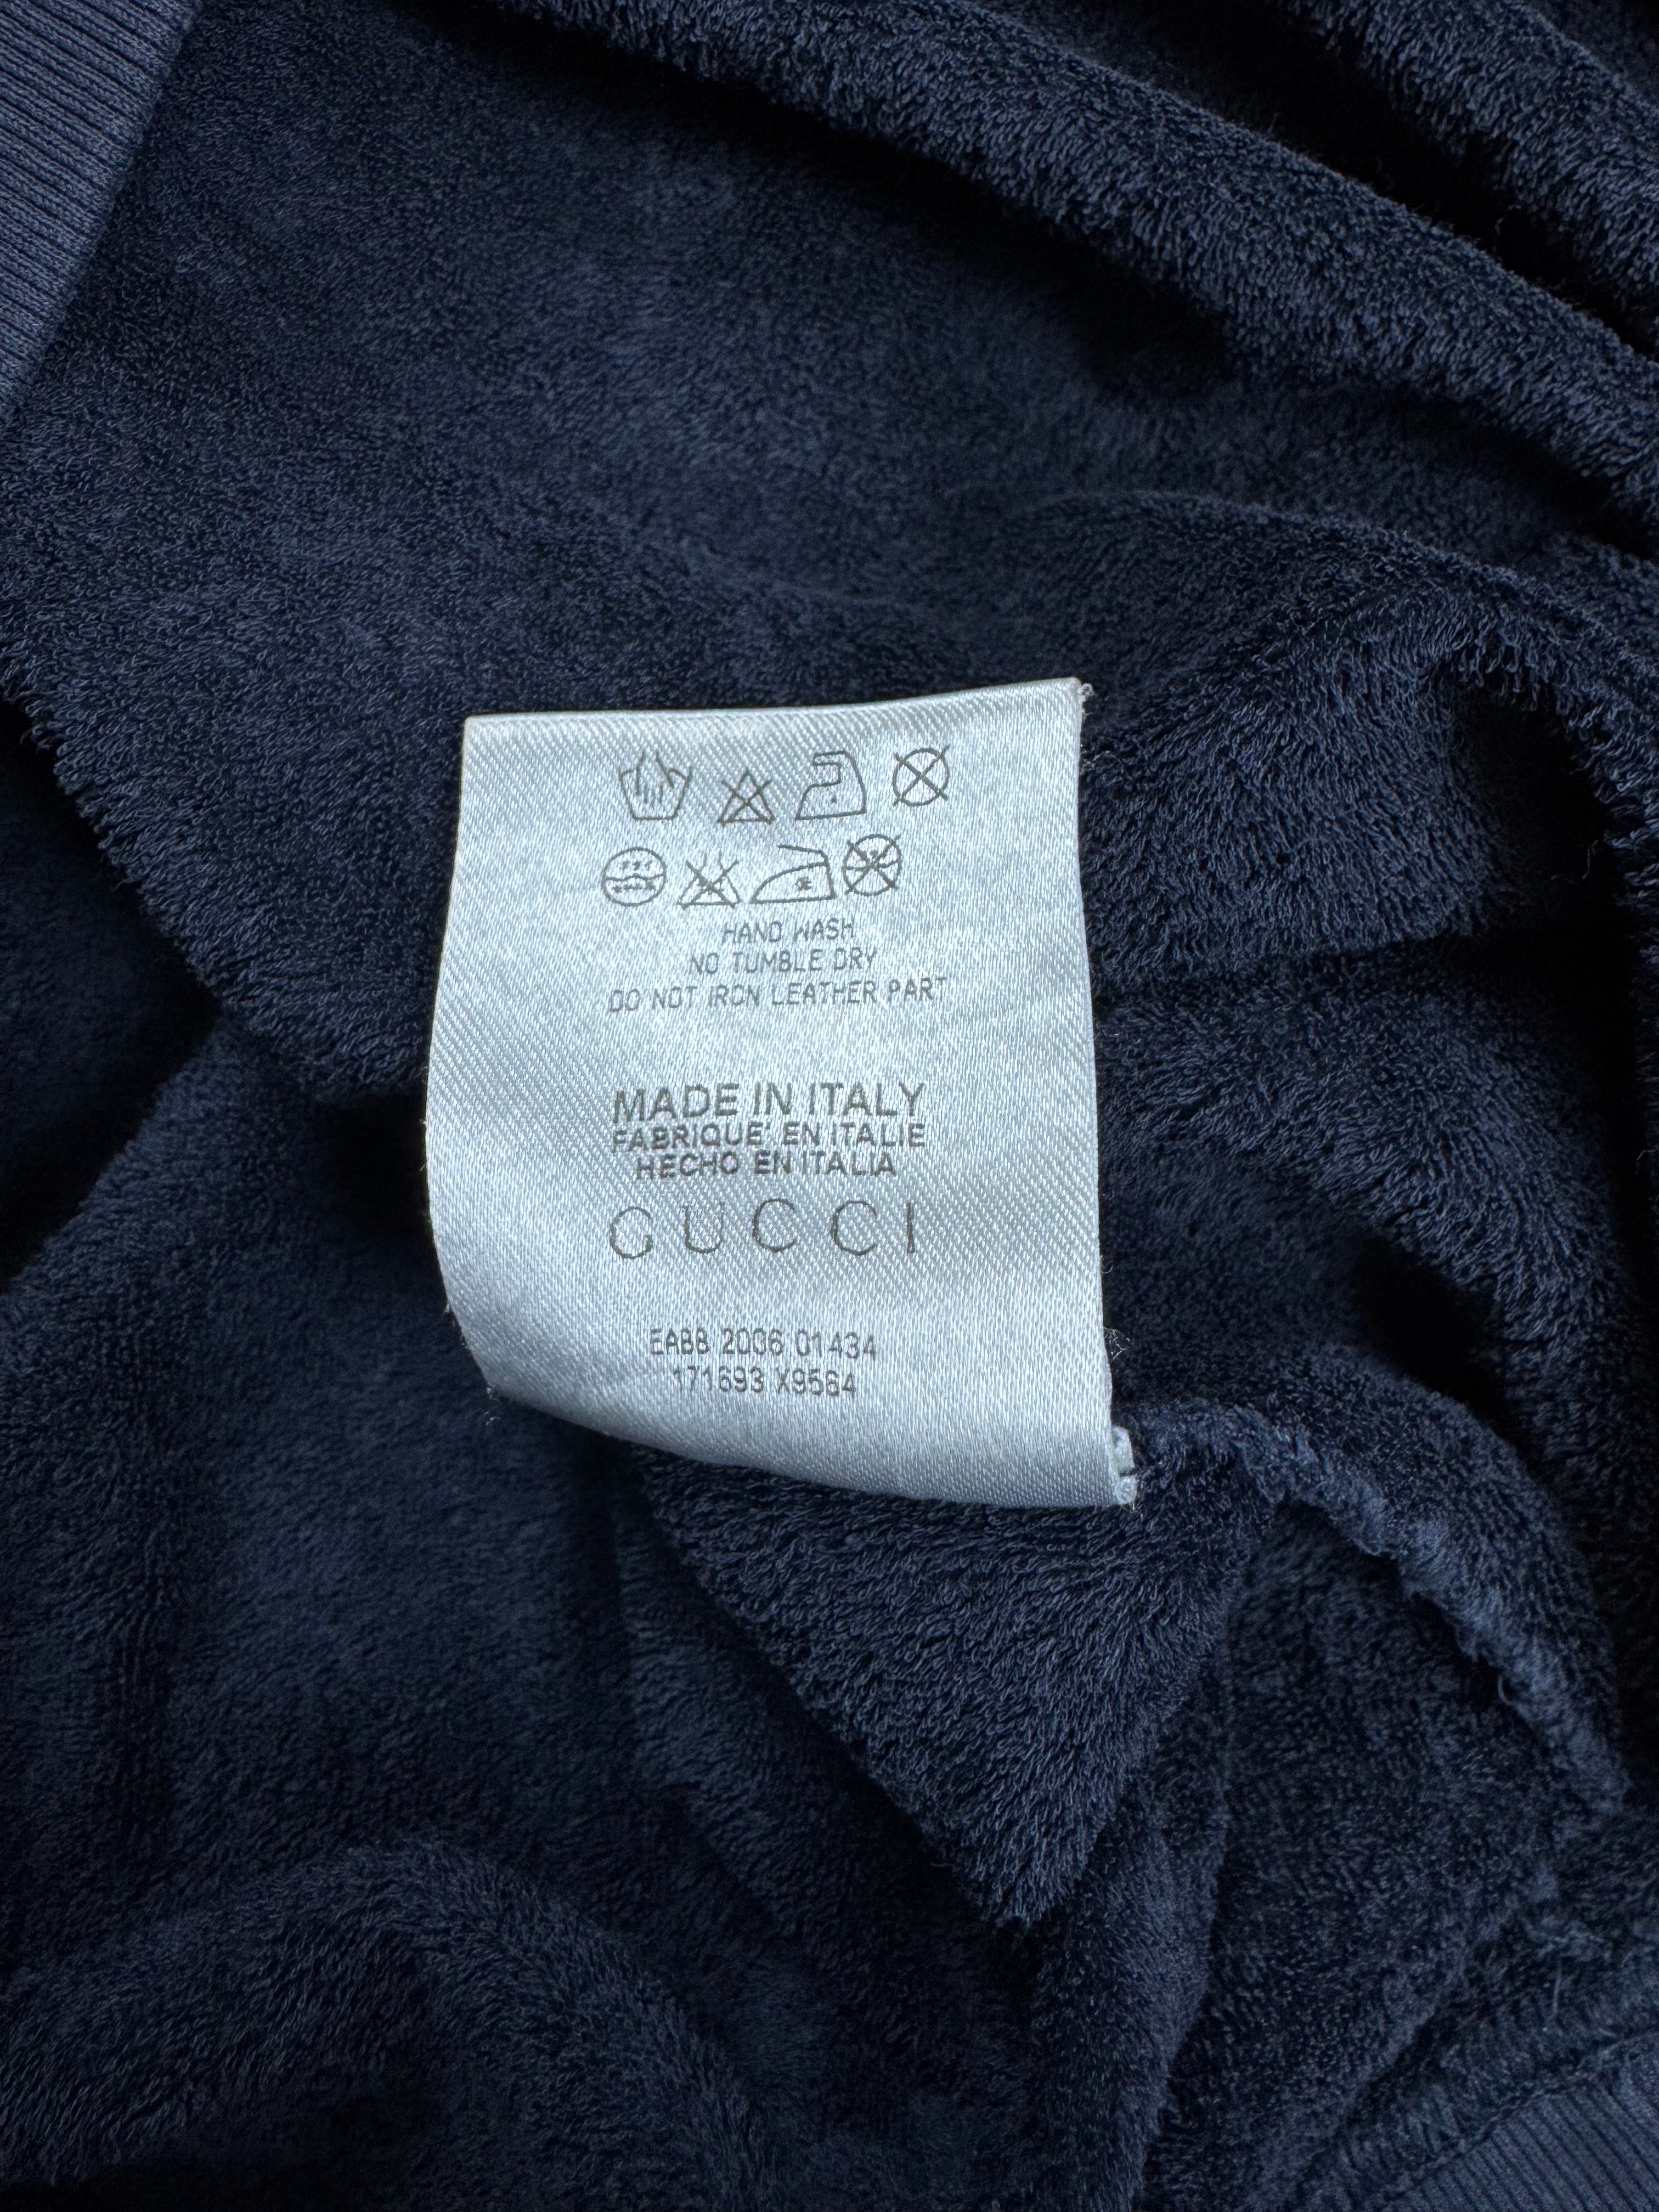 HAND WASH
NO TUMBLE DRY
DO NOT IRON LEATHER PART
MADE IN ITALY
FABRIQUE' EN ITALIE
HECHO EN ITALIA
GUCCI
EABB 2006 01434
171693 X9564